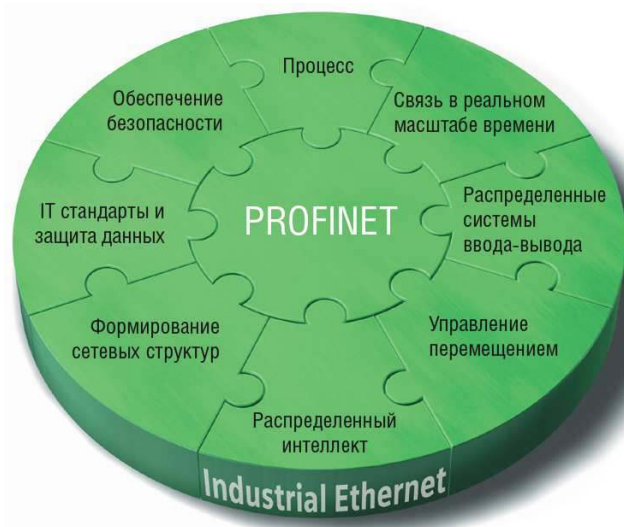 Процесс
Связь в реальном
масштабе времени
Распределенные
системы
ввода-вывода
Управление
перемещением
Распределенный
интеллект
Формирование
сетевых структур
IT стандарты и
защита данных
Обеспечение
безопасности
PROFINET
Industrial Ethernet